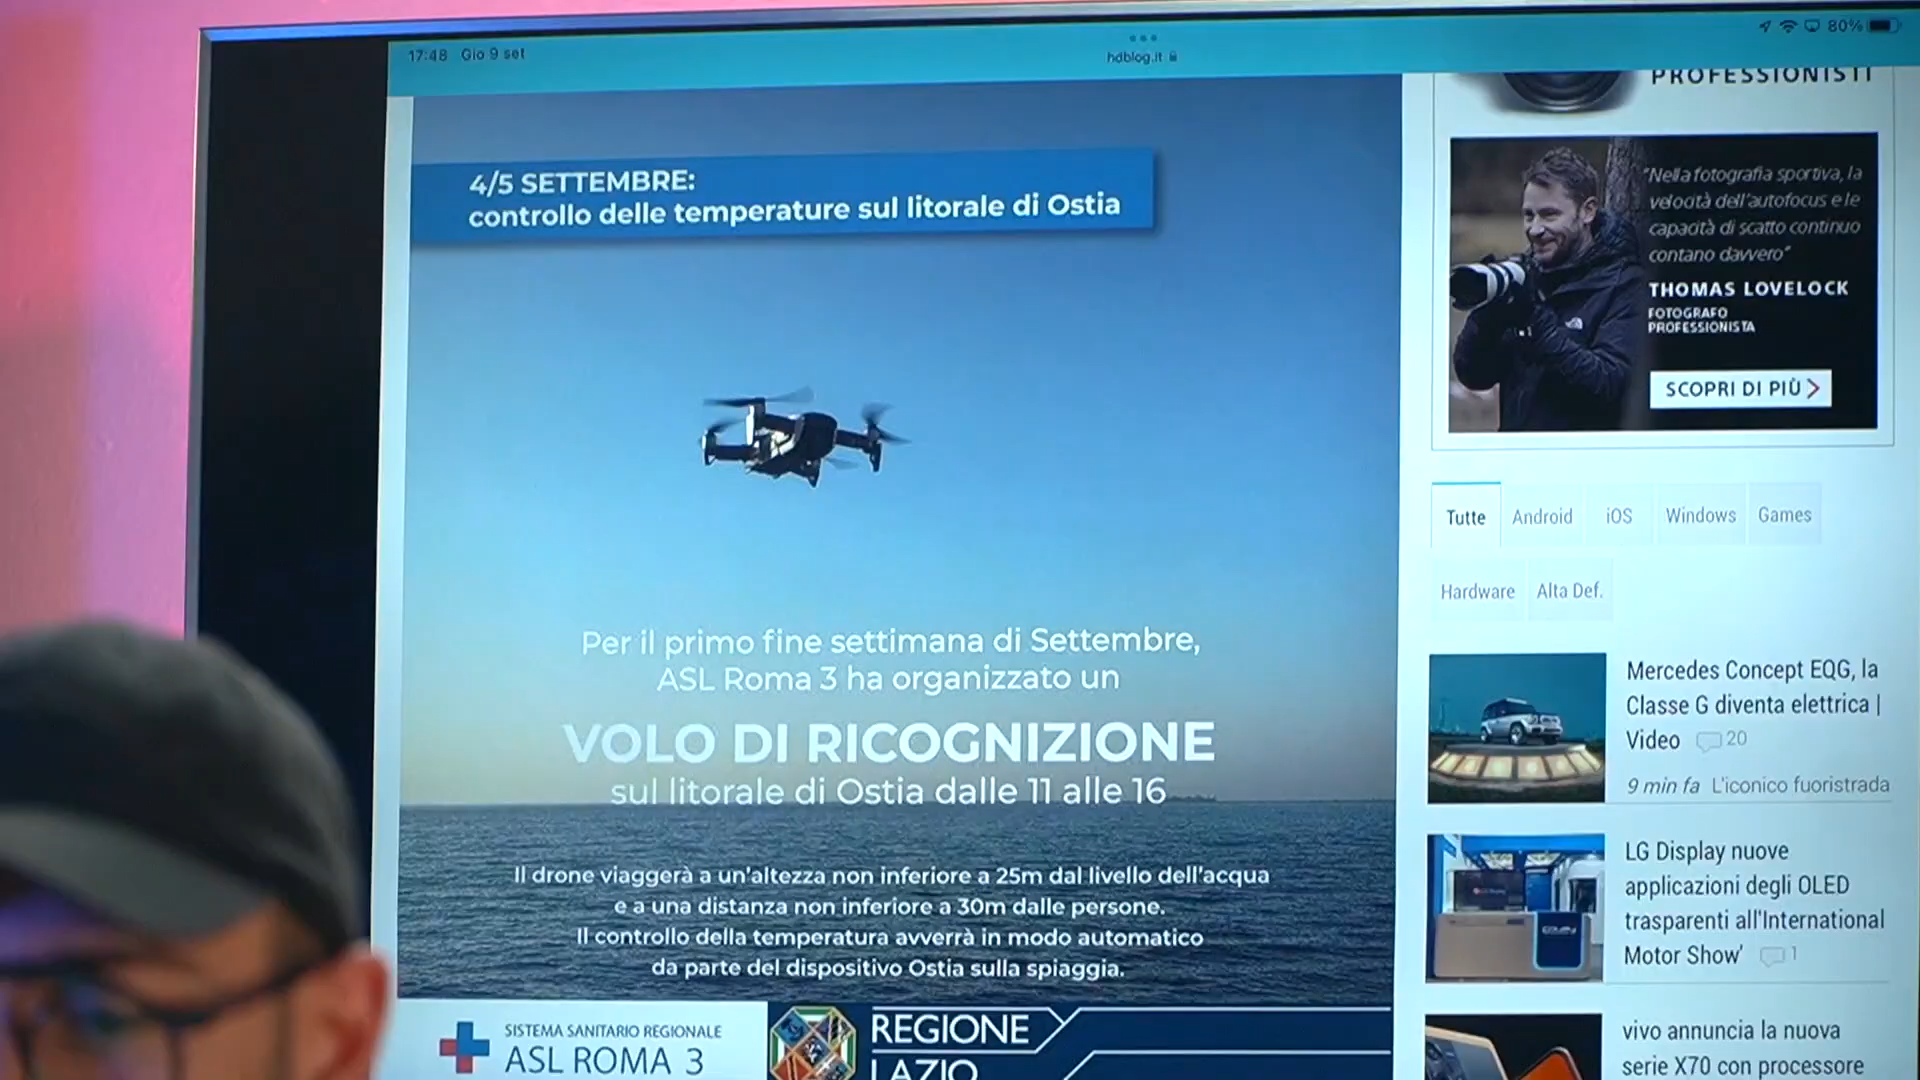 17:48 Gio 9 set
hdblog.it
80%
4/5 SETTEMBRE:
controllo delle temperature sul litorale di Ostia
Per il primo fine settimana di Settembre,
ASL Roma 3 ha organizzato un
VOLO DI RICOGNIZIONE
sul litorale di Ostia dalle 11 alle 16
Il drone viaggerà a un'altezza non inferiore a 25m dal livello dell'acqua
e a una distanza non inferiore a 30m dalle persone.
Il controllo della temperatura avverrà in modo automatico
da parte del dispositivo Ostia sulla spiaggia.
SISTEMA SANITARIO REGIONALE
ASL ROMA 3
REGIONE
LAZIO
PROFESSIONISTI
"Nella fotografia sportiva, la
velocità dell'autofocus e le
capacità di scatto continuo
contano davvero"
THOMAS LOVELOCK
FOTOGRAFO
PROFESSIONISTA
SCOPRI DI PIÙ
Tutte Android iOS Windows Games
Hardware Alta Def.
Mercedes Concept EQG, la
Classe G diventa elettrica |
Video 20
9 min fa L'iconico fuoristrada
LG Display nuove
applicazioni degli OLED
trasparenti all'International
Motor Show' 1
vivo annuncia la nuova
serie X70 con processore